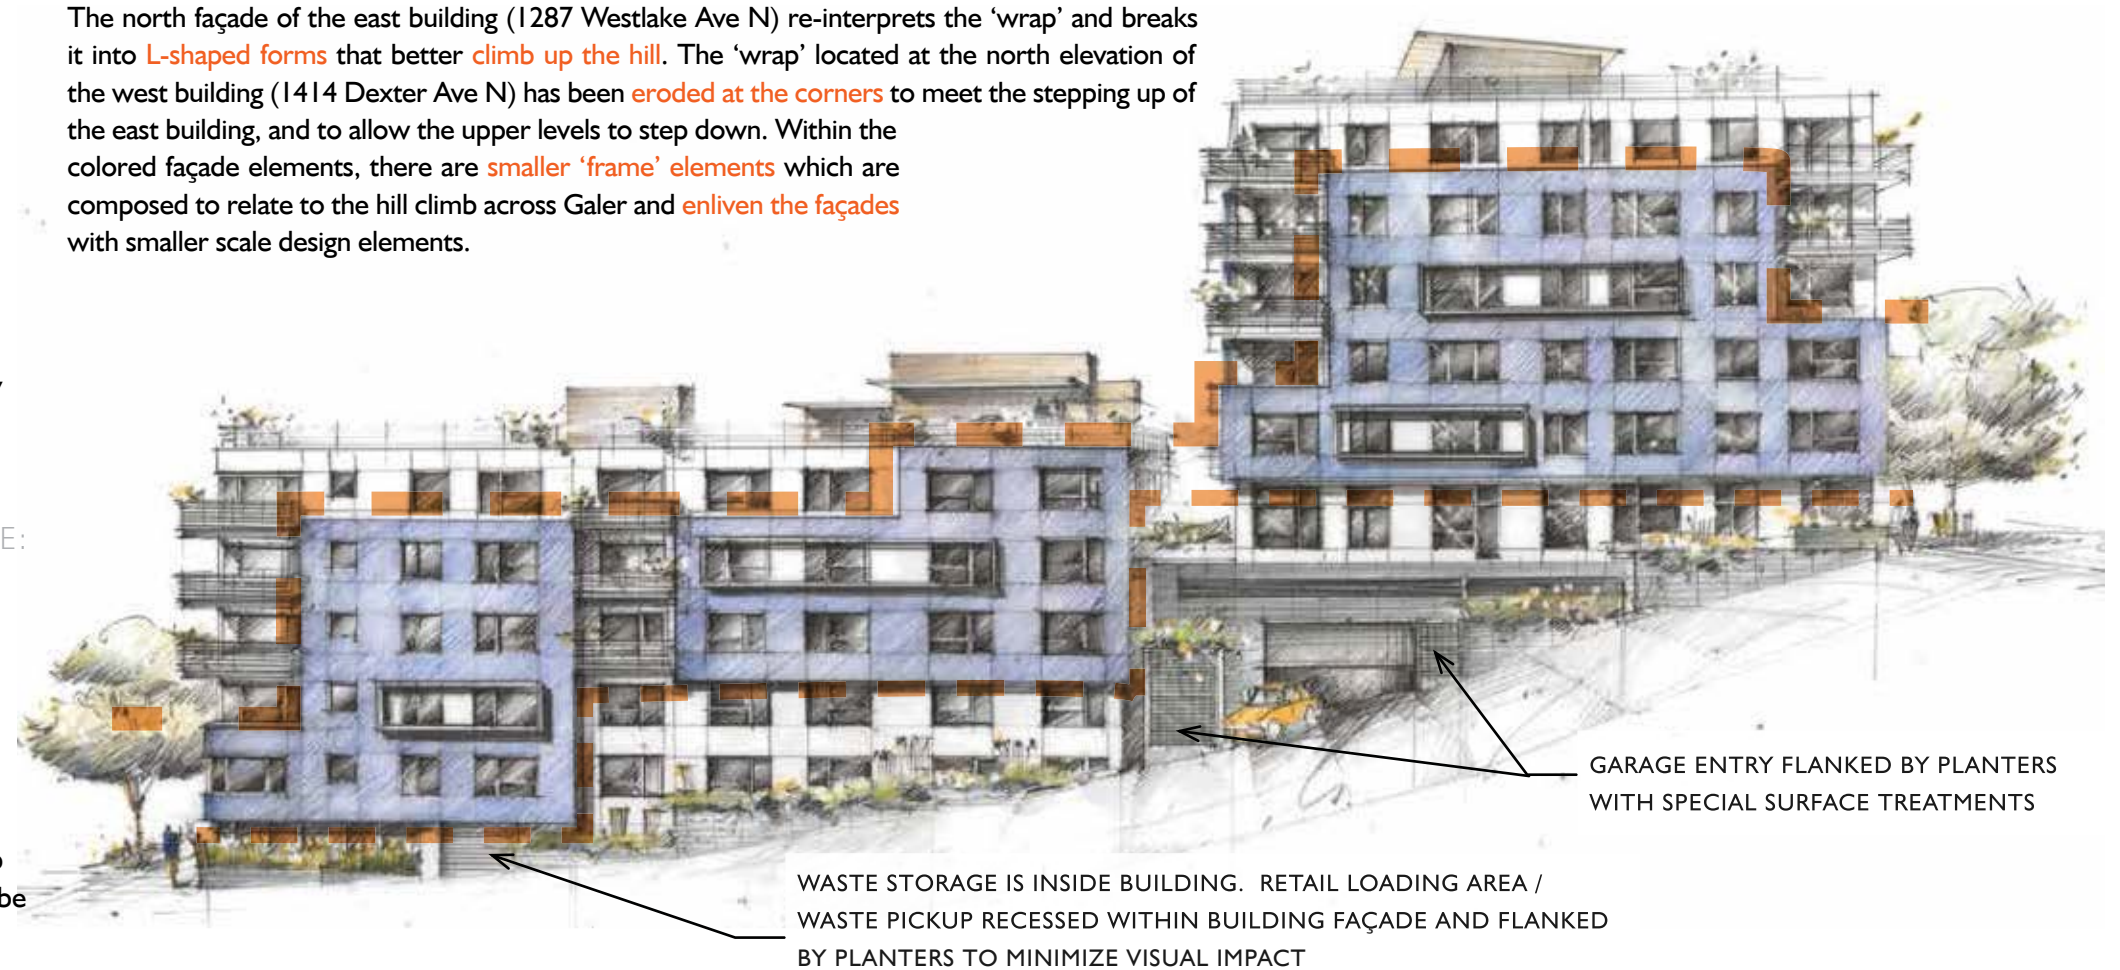 The north façade of the east building (1287 Westlake Ave N) re-interprets the ‘wrap’ and breaks
it into L-shaped forms that better climb up the hill. The ‘wrap’ located at the north elevation of
the west building (1414 Dexter Ave N) has been eroded at the corners to meet the stepping up of
the east building, and to allow the upper levels to step down. Within the
colored façade elements, there are smaller ‘frame’ elements which are
composed to relate to the hill climb across Galer and enliven the façades
with smaller scale design elements.
E:
be
GARAGE ENTRY FLANKED BY PLANTERS
WITH SPECIAL SURFACE TREATMENTS
WASTE STORAGE IS INSIDE BUILDING. RETAIL LOADING AREA /
WASTE PICKUP RECESSED WITHIN BUILDING FAÇADE AND FLANKED
BY PLANTERS TO MINIMIZE VISUAL IMPACT